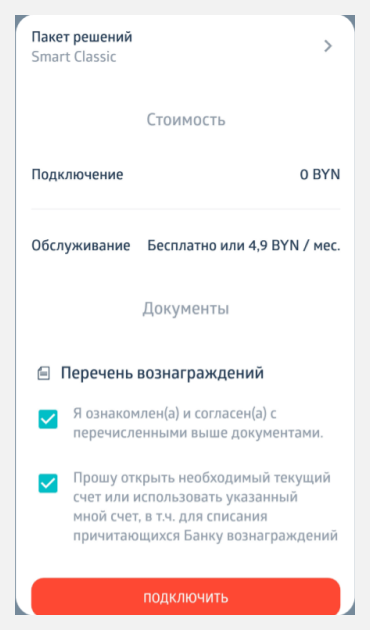 Пакет решений
Smart Classic
Стоимость
Подключение 0 BYN
Обслуживание Бесплатно или 4,9 BYN / мес.
Документы
Перечень вознаграждений
Я ознакомлен(а) и согласен(а) с
перечисленными выше документами.
Прошу открыть необходимый текущий
счет или использовать указанный
мной счет, в т.ч. для списания
причитающихся Банку вознаграждений
ПОДКЛЮЧИТЬ